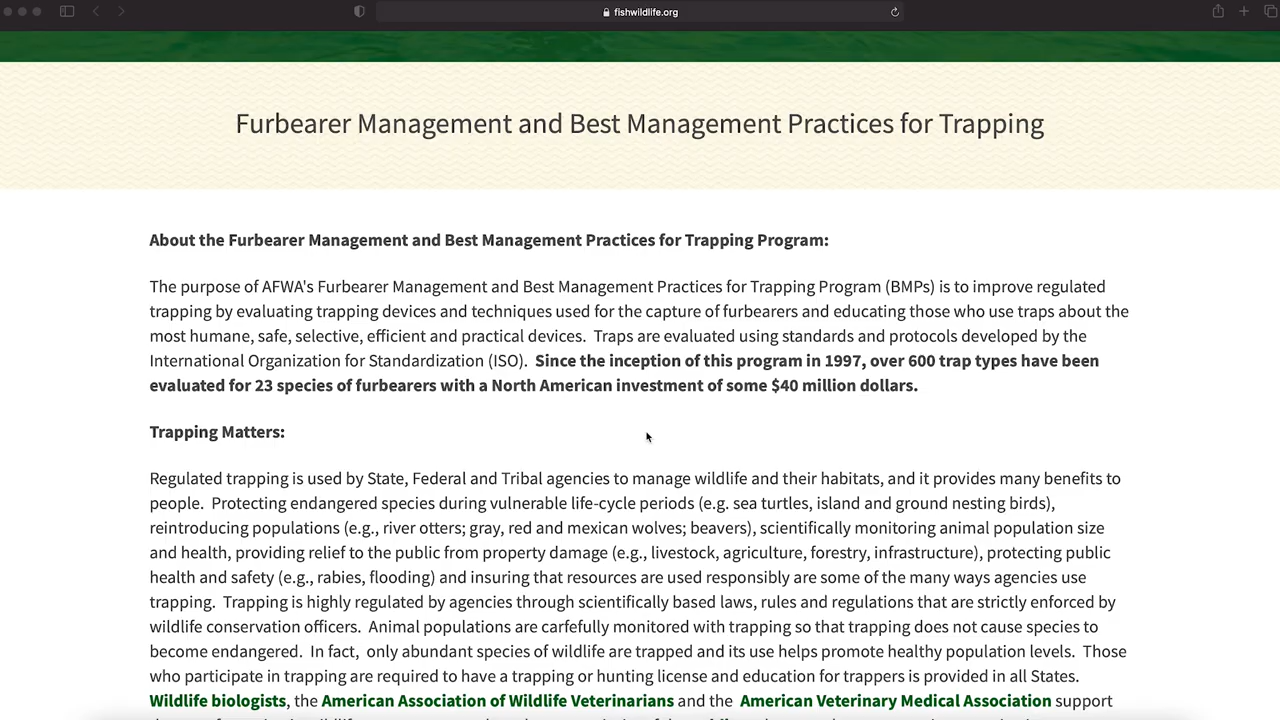 fishwildlife.org
Furbearer Management and Best Management Practices for Trapping
About the Furbearer Management and Best Management Practices for Trapping Program:
The purpose of AFWA's Furbearer Management and Best Management Practices for Trapping Program (BMPs) is to improve regulated
trapping by evaluating trapping devices and techniques used for the capture of furbearers and educating those who use traps about the
most humane, safe, selective, efficient and practical devices. Traps are evaluated using standards and protocols developed by the
International Organization for Standardization (ISO). Since the inception of this program in 1997, over 600 trap types have been
evaluated for 23 species of furbearers with a North American investment of some $40 million dollars.
Trapping Matters:
Regulated trapping is used by State, Federal and Tribal agencies to manage wildlife and their habitats, and it provides many benefits to
people. Protecting endangered species during vulnerable life-cycle periods (e.g. sea turtles, island and ground nesting birds),
reintroducing populations (e.g., river otters; gray, red and mexican wolves; beavers), scientifically monitoring animal population size
and health, providing relief to the public from property damage (e.g., livestock, agriculture, forestry, infrastructure), protecting public
health and safety (e.g., rabies, flooding) and insuring that resources are used responsibly are some of the many ways agencies use
trapping. Trapping is highly regulated by agencies through scientifically based laws, rules and regulations that are strictly enforced by
wildlife conservation officers. Animal populations are carfefully monitored with trapping so that trapping does not cause species to
become endangered. In fact, only abundant species of wildlife are trapped and its use helps promote healthy population levels. Those
who participate in trapping are required to have a trapping or hunting license and education for trappers is provided in all States.
Wildlife biologists, the American Association of Wildlife Veterinarians and the American Veterinary Medical Association support